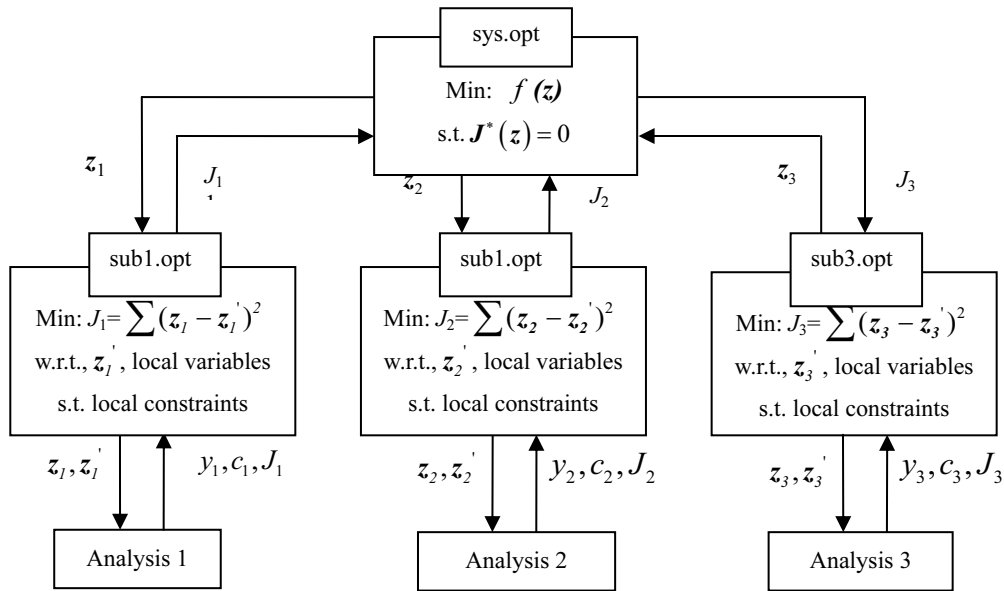 sys.opt
Min: f (z)
s.t. J*(z) = 0
z₁
J₁
z₂
J₂
z₃
J₃
sub1.opt
Min: J₁= ∑(z₁ − z₁')²
w.r.t., z₁', local variables
s.t. local constraints
sub1.opt
Min: J₂= ∑(z₂ − z₂')²
w.r.t., z₂', local variables
s.t. local constraints
sub3.opt
Min: J₃= ∑(z₃ − z₃')²
w.r.t., z₃', local variables
s.t. local constraints
z₁, z₁'
y₁, c₁, J₁
z₂, z₂'
y₂, c₂, J₂
z₃, z₃'
y₃, c₃, J₃
Analysis 1
Analysis 2
Analysis 3